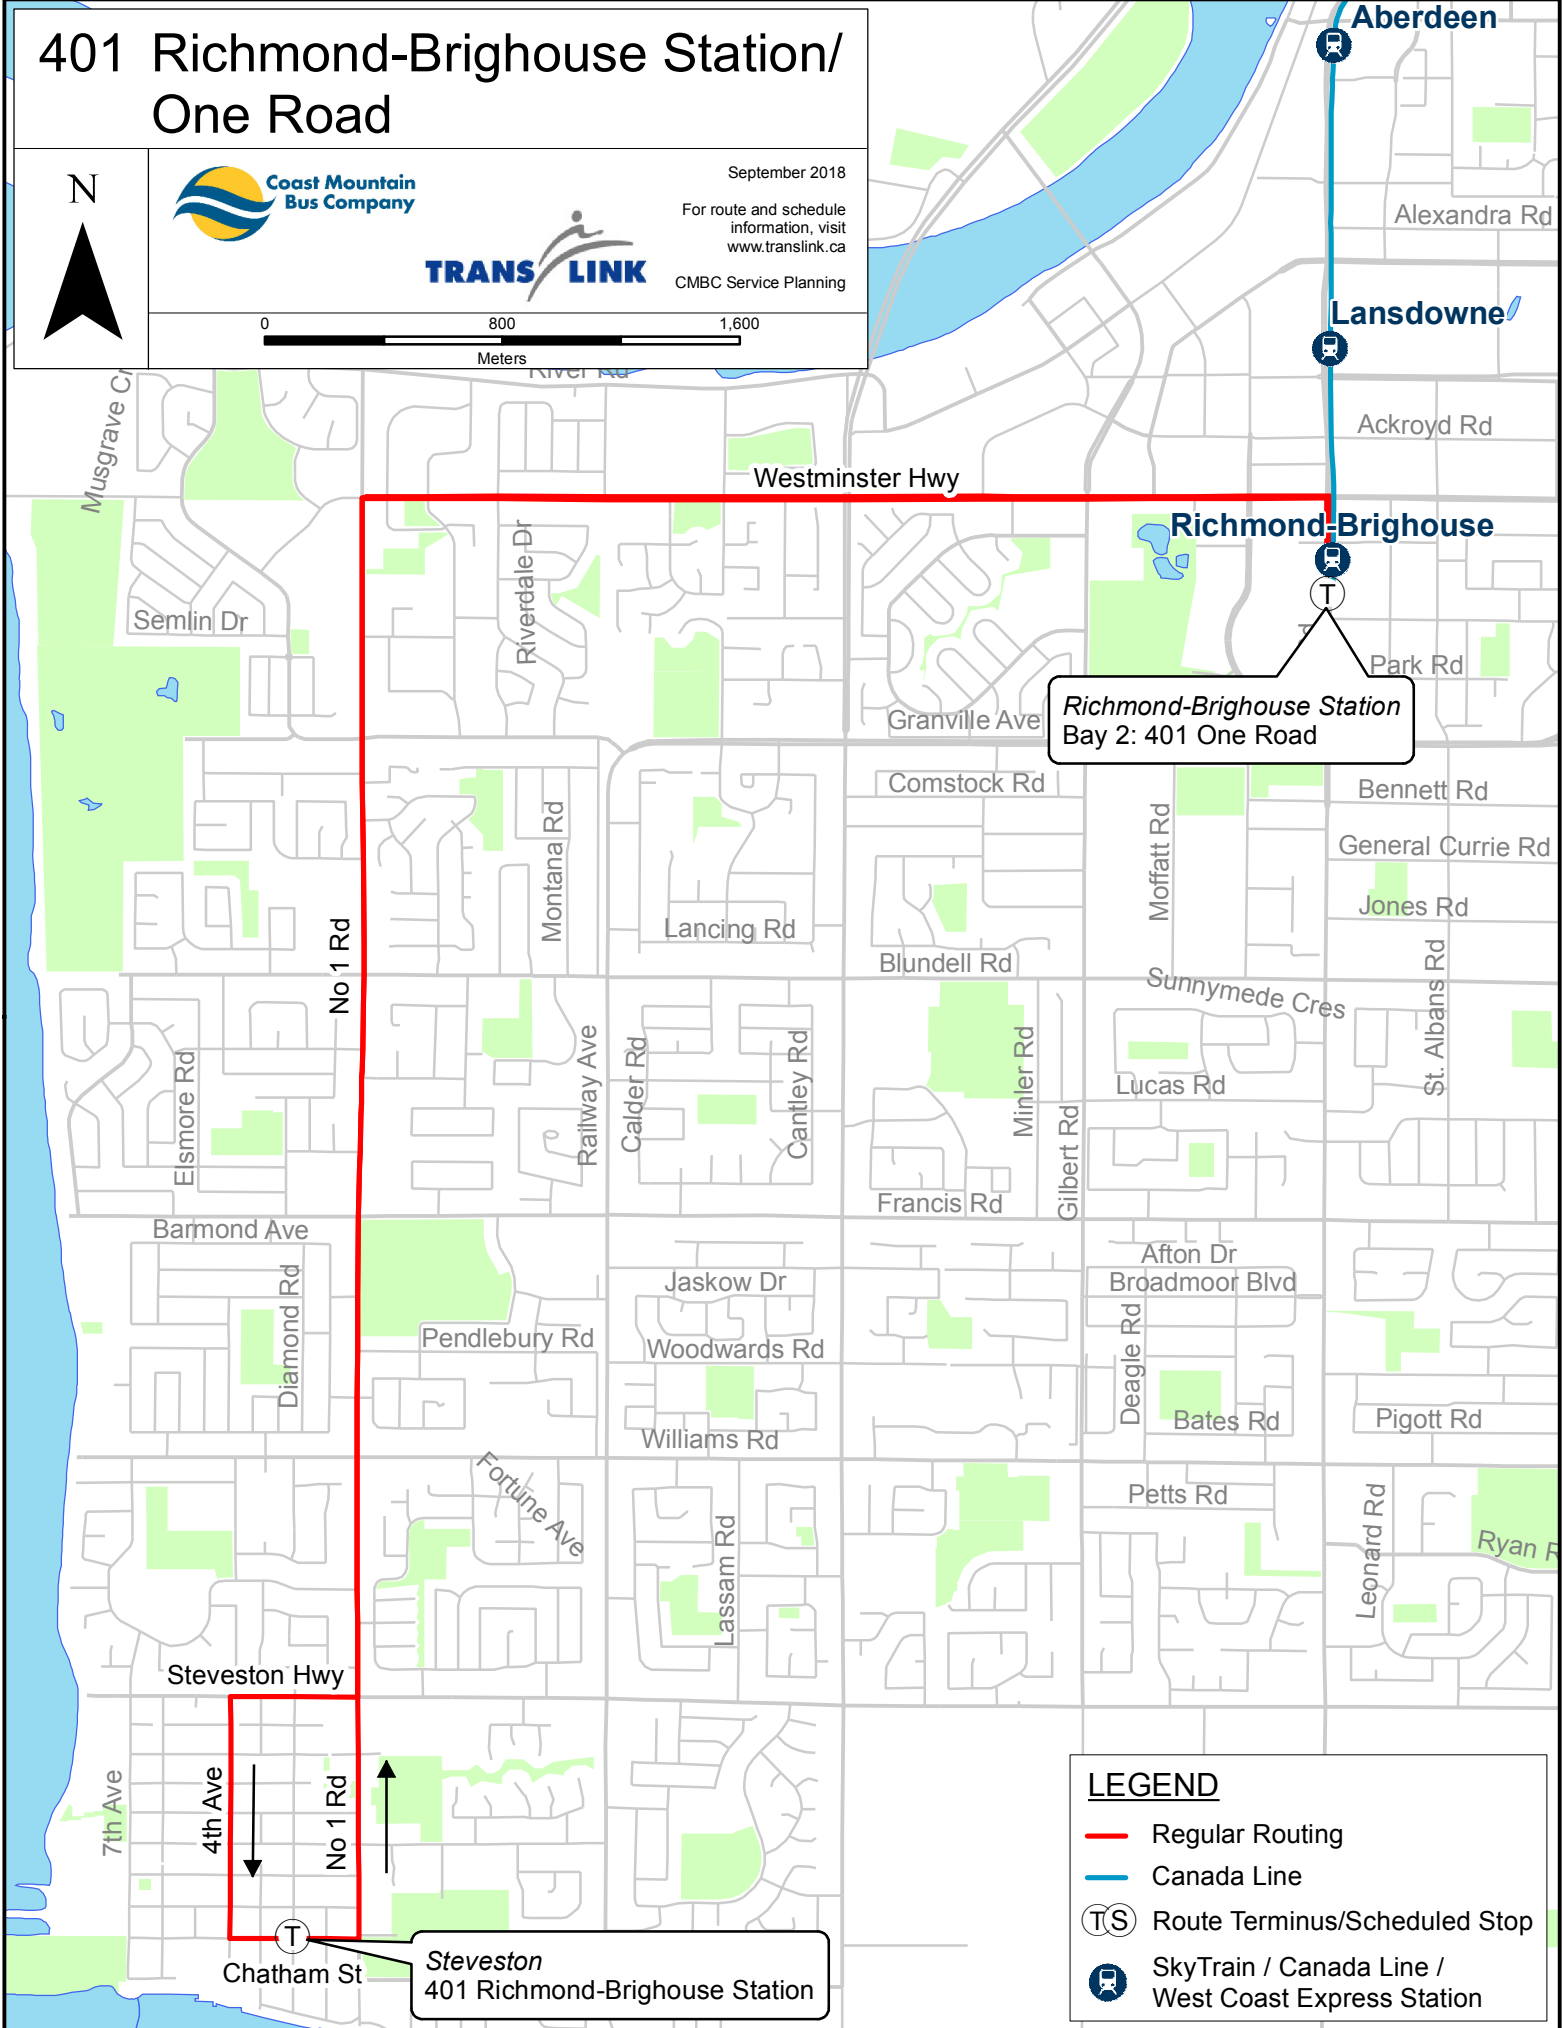 401 Richmond-Brighouse Station/
One Road
N
Coast Mountain
Bus Company
TRANS LINK
September 2018
For route and schedule
information, visit
www.translink.ca
CMBC Service Planning
0 800 1,600
Meters
Aberdeen
Alexandra Rd
Lansdowne
River Rd
Musgrave Cr
Ackroyd Rd
Westminster Hwy
Richmond-Brighouse
T
Riverdale Dr
Semlin Dr
Park Rd
Richmond-Brighouse Station
Bay 2: 401 One Road
Granville Ave
Comstock Rd
Bennett Rd
Montana Rd
Moffatt Rd
General Currie Rd
Jones Rd
Lancing Rd
No 1 Rd
Blundell Rd
Sunnymede Cres
St. Albans Rd
Elsmore Rd
Railway Ave
Calder Rd
Cantley Rd
Minler Rd
Lucas Rd
Gilbert Rd
Francis Rd
Barmond Ave
Afton Dr
Jaskow Dr
Broadmoor Blvd
Diamond Rd
Pendlebury Rd
Woodwards Rd
Deagle Rd
Bates Rd
Pigott Rd
Williams Rd
Fortune Ave
Petts Rd
Lassam Rd
Leonard Rd
Ryan R
Steveston Hwy
7th Ave
4th Ave
No 1 Rd
T
Chatham St
Steveston
401 Richmond-Brighouse Station
LEGEND
Regular Routing
Canada Line
TS Route Terminus/Scheduled Stop
SkyTrain / Canada Line /
West Coast Express Station